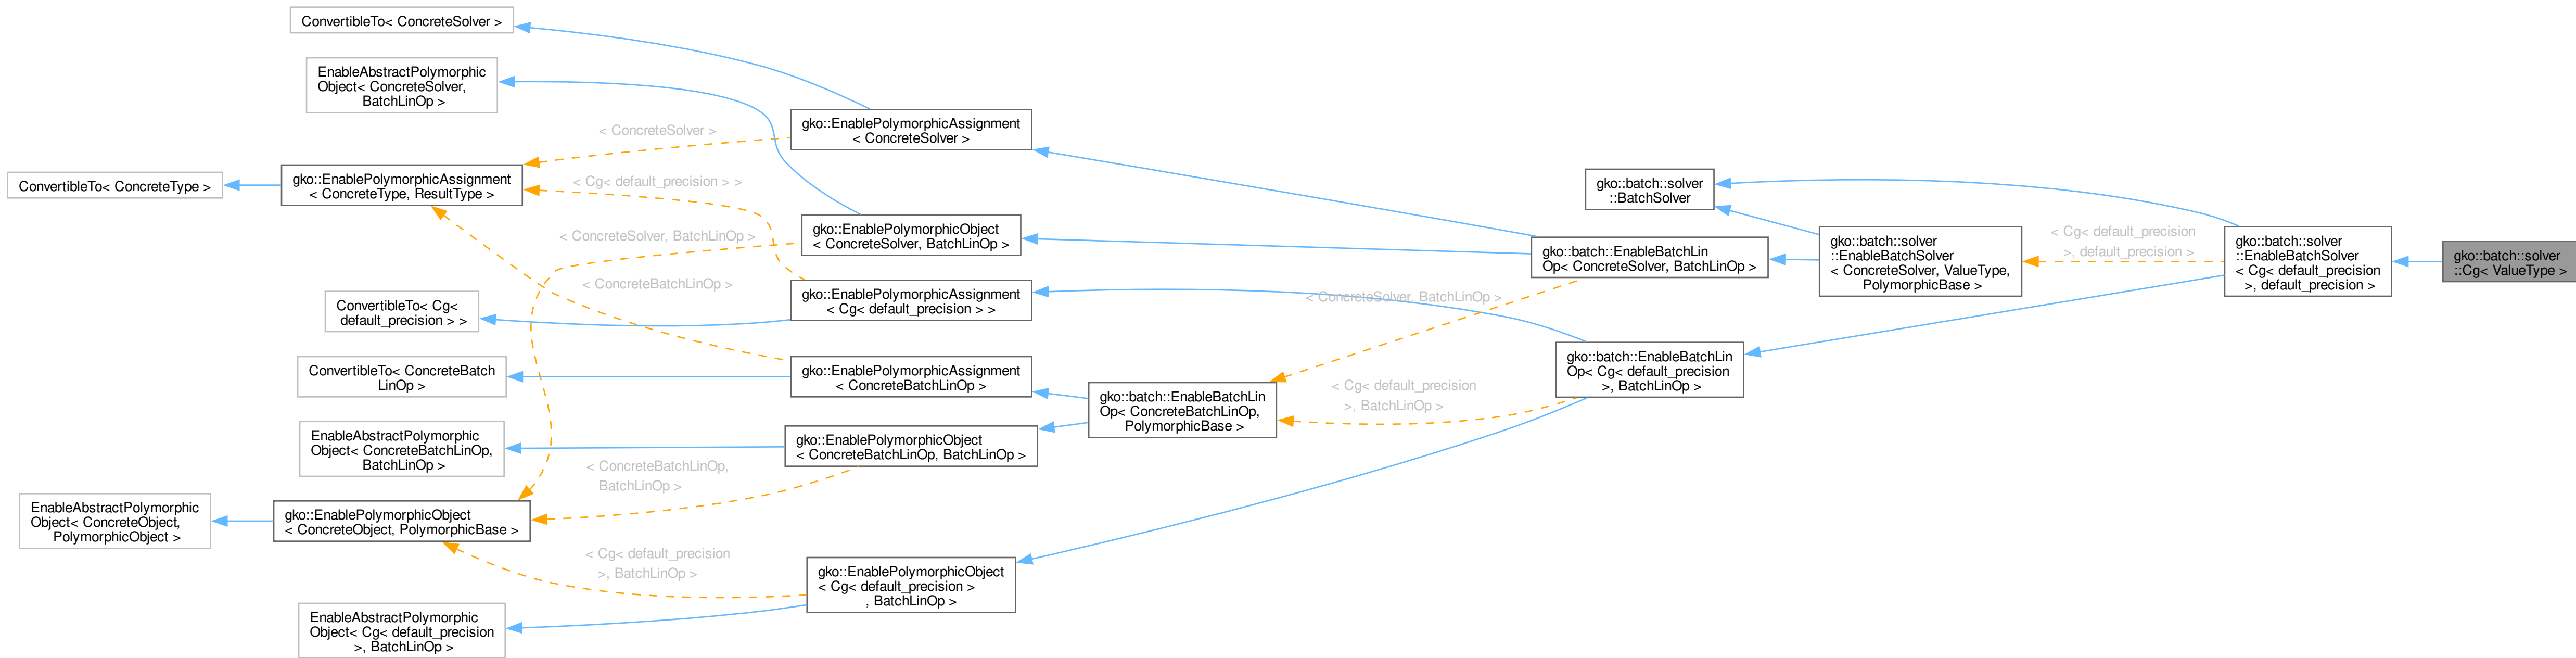 ConvertibleTo< ConcreteSolver >
EnableAbstractPolymorphic
Object< ConcreteSolver,
BatchLinOp >
ConvertibleTo< ConcreteType >
gko::EnablePolymorphicAssignment
< ConcreteType, ResultType >
< ConcreteSolver >
< Cg< default_precision > >
gko::EnablePolymorphicAssignment
< ConcreteSolver >
< ConcreteSolver, BatchLinOp >
gko::EnablePolymorphicObject
< ConcreteSolver, BatchLinOp >
< ConcreteBatchLinOp >
gko::EnablePolymorphicAssignment
< Cg< default_precision > >
ConvertibleTo< Cg<
default_precision > >
ConvertibleTo< ConcreteBatch
LinOp >
gko::EnablePolymorphicAssignment
< ConcreteBatchLinOp >
EnableAbstractPolymorphic
Object< ConcreteBatchLinOp,
BatchLinOp >
gko::EnablePolymorphicObject
< ConcreteBatchLinOp, BatchLinOp >
< ConcreteBatchLinOp,
BatchLinOp >
EnableAbstractPolymorphic
Object< ConcreteObject,
PolymorphicObject >
gko::EnablePolymorphicObject
< ConcreteObject, PolymorphicBase >
< Cg< default_precision
>, BatchLinOp >
gko::EnablePolymorphicObject
< Cg< default_precision >
, BatchLinOp >
EnableAbstractPolymorphic
Object< Cg< default_precision
>, BatchLinOp >
gko::batch::EnableBatchLin
Op< ConcreteBatchLinOp,
PolymorphicBase >
< ConcreteSolver, BatchLinOp >
< Cg< default_precision
>, BatchLinOp >
gko::batch::solver
::BatchSolver
gko::batch::EnableBatchLin
Op< ConcreteSolver, BatchLinOp >
gko::batch::EnableBatchLin
Op< Cg< default_precision
>, BatchLinOp >
gko::batch::solver
::EnableBatchSolver
< ConcreteSolver, ValueType,
PolymorphicBase >
< Cg< default_precision
>, default_precision >
gko::batch::solver
::EnableBatchSolver
< Cg< default_precision
>, default_precision >
gko::batch::solver
::Cg< ValueType >